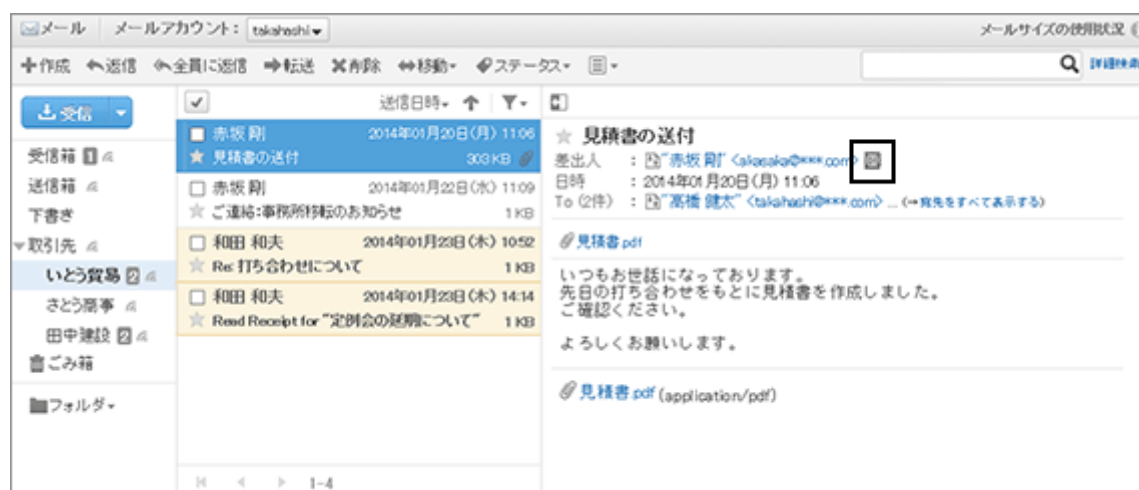 メール メールアカウント： takahashi メールサイズの使用状況
作成 返信 全員に返信 転送 削除 移動 ステータス 詳細検索
受信
受信箱 1
送信箱
下書き
取引先
いとう貿易 2
さとう商事
田中建設 2
ごみ箱
フォルダ
送信日時
赤坂 剛 2014年01月20日(月) 11:06
見積書の送付 303 KB
赤坂 剛 2014年01月22日(水) 11:09
ご連絡:事務所移転のお知らせ 1 KB
和田 和夫 2014年01月23日(木) 10:52
Re: 打ち合わせについて 1 KB
和田 和夫 2014年01月23日(木) 14:14
Read Receipt for "定例会の延期について" 1 KB
1-4
見積書の送付
差出人 : "赤坂 剛" <akasaka@***.com>
日時 : 2014年01月20日(月) 11:06
To (2件) : "高橋 健太" <takahashi@***.com> ... (→宛先をすべて表示する)
見積書.pdf
いつもお世話になっております。
先日の打ち合わせをもとに見積書を作成しました。
ご確認ください。
よろしくお願いします。
見積書.pdf (application/pdf)